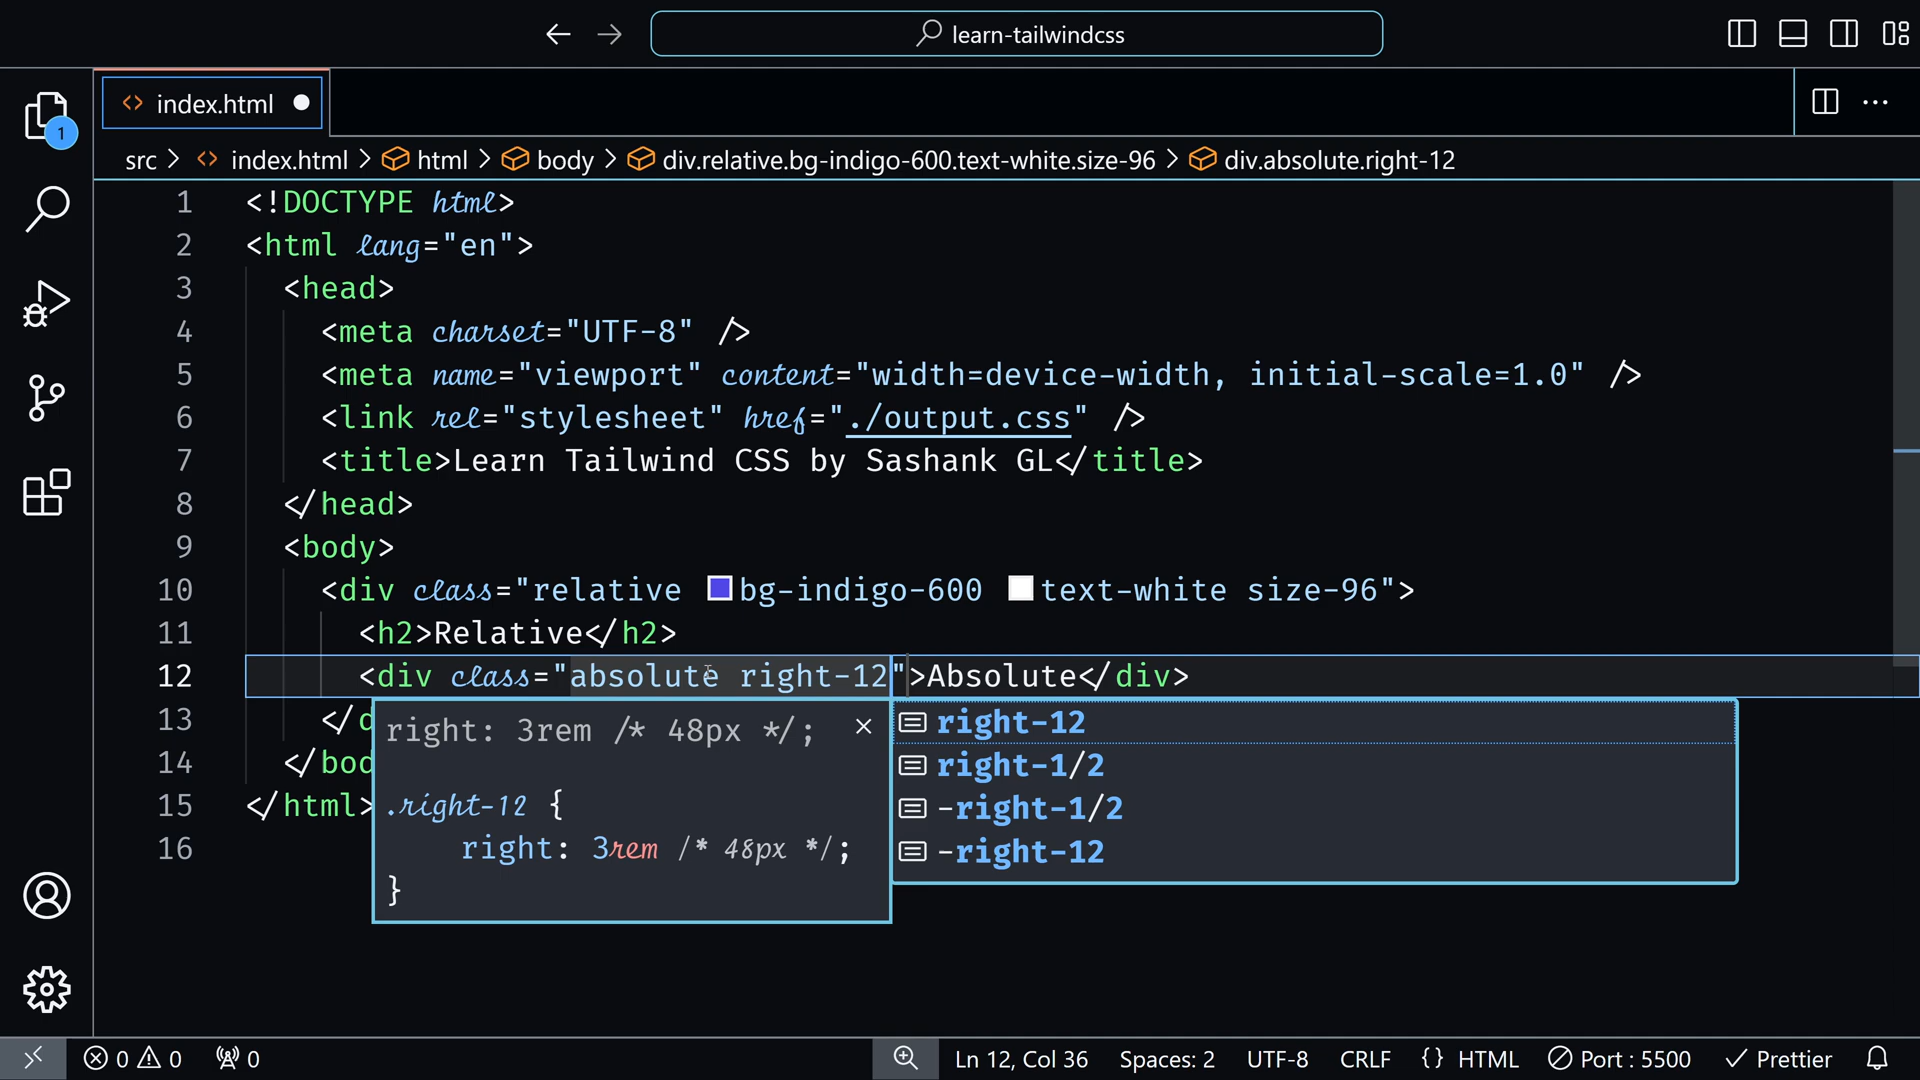 learn-tailwindcss
index.html
1
src > index.html > html > body > div.relative.bg-indigo-600.text-white.size-96 > div.absolute.right-12
1 <!DOCTYPE html>
2 <html lang="en">
3 <head>
4 <meta charset="UTF-8" />
5 <meta name="viewport" content="width=device-width, initial-scale=1.0" />
6 <link rel="stylesheet" href="./output.css" />
7 <title>Learn Tailwind CSS by Sashank GL</title>
8 </head>
9 <body>
10 <div class="relative bg-indigo-600 text-white size-96">
11 <h2>Relative</h2>
12 <div class="absolute right-12">Absolute</div>
13 </d
14 </bod
15 </html>
16
right: 3rem /* 48px */;
.right-12 {
right: 3rem /* 48px */;
}
right-12
right-1/2
-right-1/2
-right-12
0 0 0 Ln 12, Col 36 Spaces: 2 UTF-8 CRLF {} HTML Port : 5500 Prettier